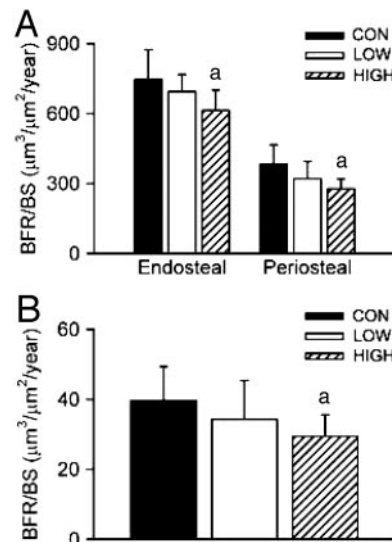 A
BFR/BS (μm³/μm²/year)
900
600
300
0
CON
LOW
HIGH
a
a
Endosteal
Periosteal
B
BFR/BS (μm³/μm²/year)
60
40
20
0
CON
LOW
HIGH
a